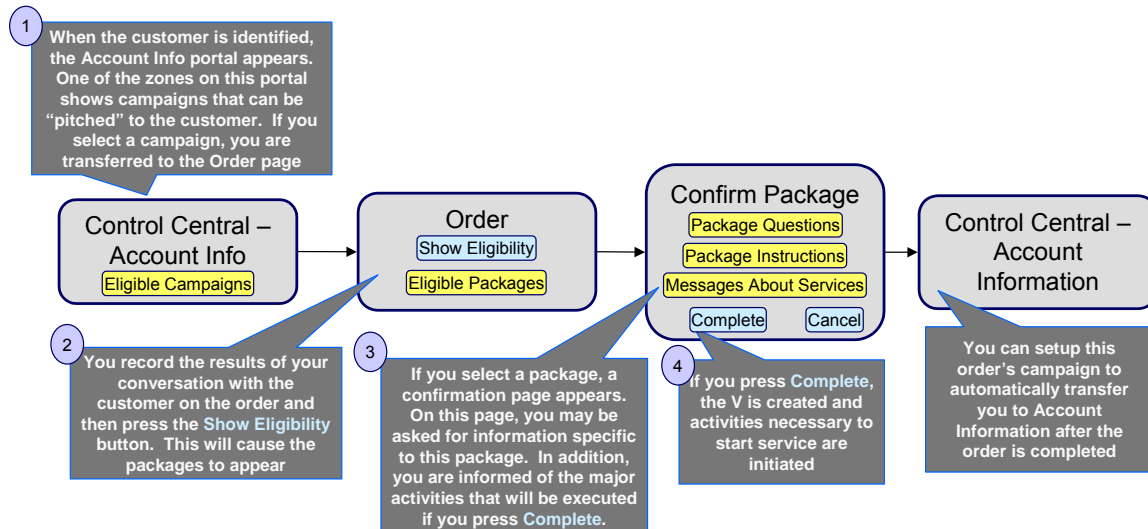 1
When the customer is identified,
the Account Info portal appears.
One of the zones on this portal
shows campaigns that can be
“pitched” to the customer. If you
select a campaign, you are
transferred to the Order page
Control Central –
Account Info
Eligible Campaigns
Order
Show Eligibility
Eligible Packages
Confirm Package
Package Questions
Package Instructions
Messages About Services
Complete
Cancel
Control Central –
Account
Information
2
You record the results of your
conversation with the
customer on the order and
then press the Show Eligibility
button. This will cause the
packages to appear
3
If you select a package, a
confirmation page appears.
On this page, you may be
asked for information specific
to this package. In addition,
you are informed of the major
activities that will be executed
if you press Complete.
4
If you press Complete,
the V is created and
activities necessary to
start service are
initiated
You can setup this
order's campaign to
automatically transfer
you to Account
Information after the
order is completed